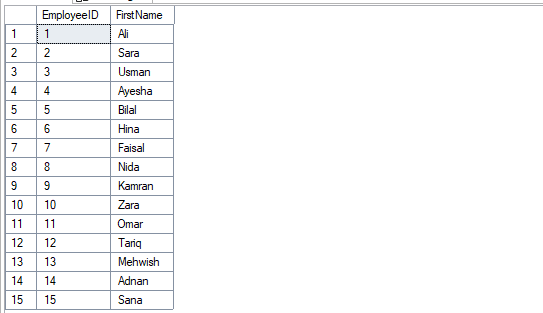 EmployeeID FirstName
1 1 Ali
2 2 Sara
3 3 Usman
4 4 Ayesha
5 5 Bilal
6 6 Hina
7 7 Faisal
8 8 Nida
9 9 Kamran
10 10 Zara
11 11 Omar
12 12 Tariq
13 13 Mehwish
14 14 Adnan
15 15 Sana